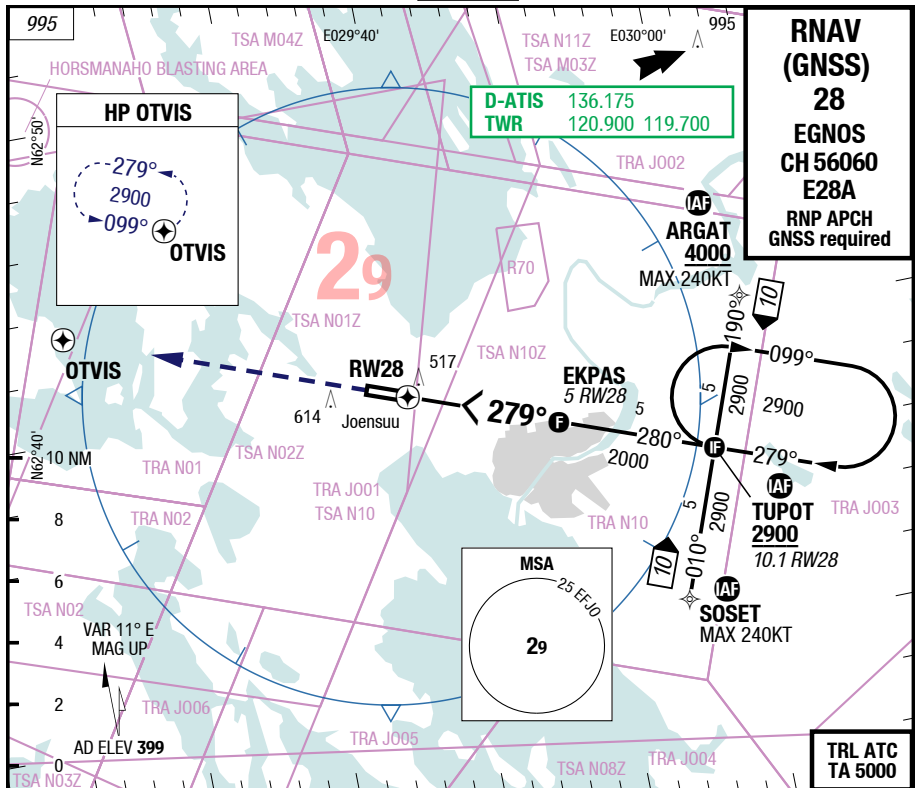 995
TSA M04Z
E029°40'
TSA N11Z
TSA M03Z
E030°00'
995
HORSMANAHO BLASTING AREA
N62°50'
RNAV
(GNSS)
28
EGNOS
CH 56060
E28A
RNP APCH
GNSS required
D-ATIS 136.175
TWR 120.900 119.700
HP OTVIS
279°
2900
099°
OTVIS
TRA J002
IAF
ARGAT
4000
MAX 240KT
29
R70
TSA N01Z
190°
10
OTVIS
RW28
517
TSA N10Z
EKPAS
5 RW28
099°
5
2900
2900
614
Joensuu
279°
F
5
280°
2000
IF
279°
N62°40'
10 NM
TRA N01
TSA N02Z
TRA J001
TSA N10
IAF
TUPOT
2900
10.1 RW28
TRA J003
5
2900
8
TRA N02
TRA N10
10
010°
6
TSA N02
MSA
25 EFJO
29
IAF
SOSET
MAX 240KT
VAR 11° E
MAG UP
4
2
TRA J006
AD ELEV 399
TRA J005
0
TSA N03Z
TSA N08Z
TRA J004
TRL ATC
TA 5000